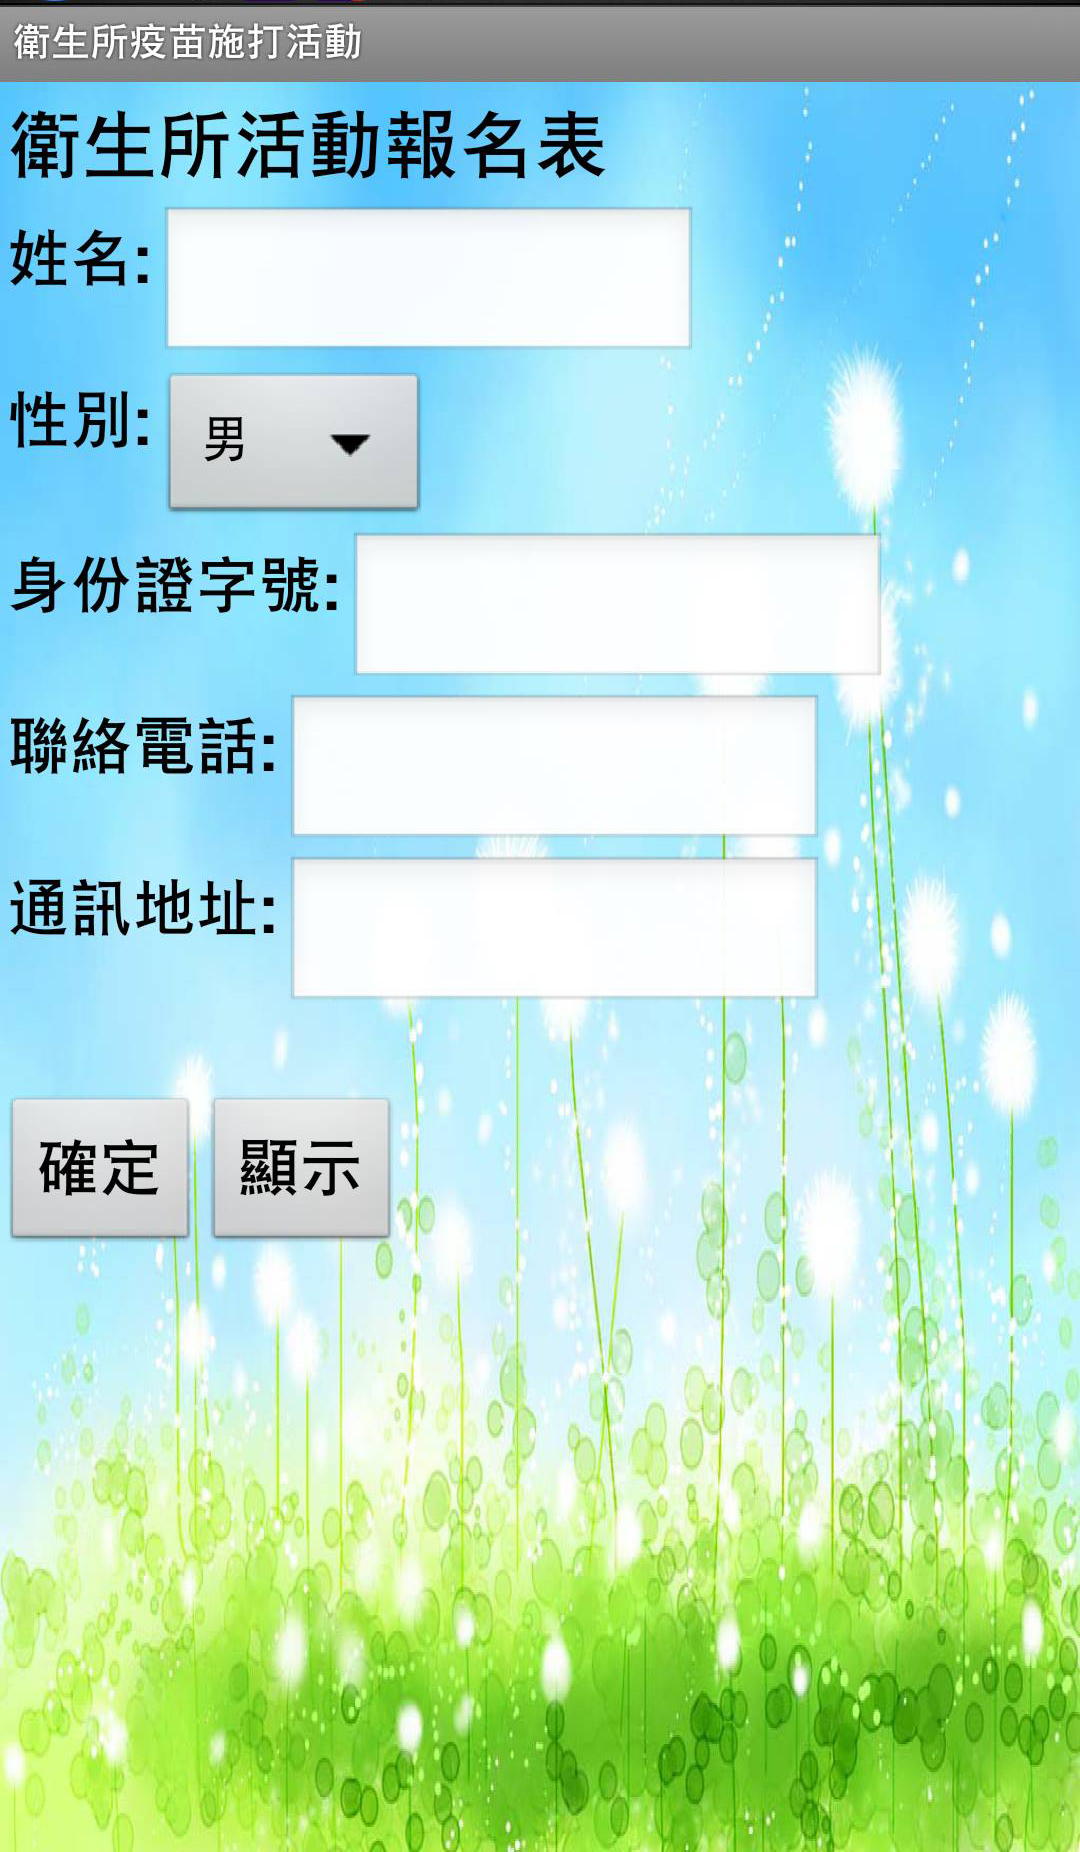 衛生所疫苗施打活動
衛生所活動報名表
姓名:
性別: 男
身份證字號:
聯絡電話:
通訊地址:
確定 顯示